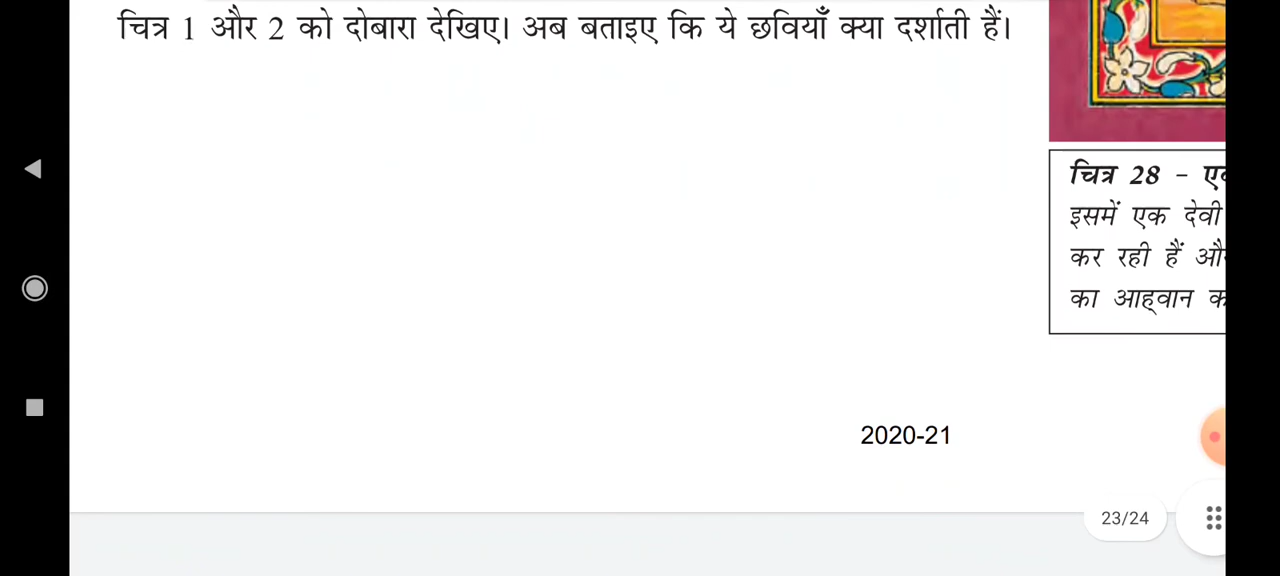 चित्र 1 और 2 को दोबारा देखिए। अब बताइए कि ये छवियाँ क्या दर्शाती हैं।
चित्र 28 -
इसमें एक देवी
कर रही हैं
का आह्वान
2020-21
23/24